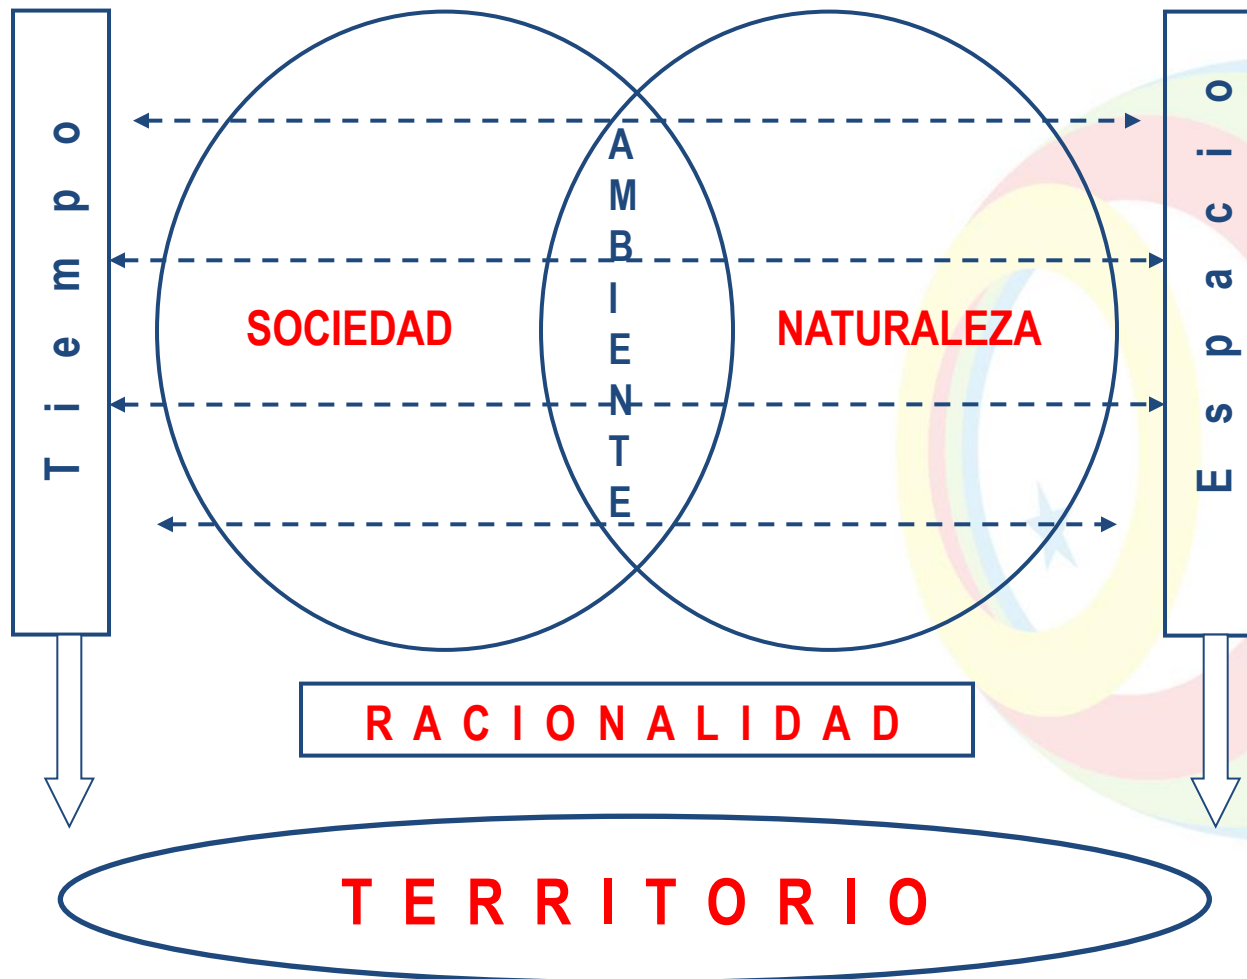 Tiempo
AMBIENTE
Espacio
SOCIEDAD
NATURALEZA
RACIONALIDAD
TERRITORIO